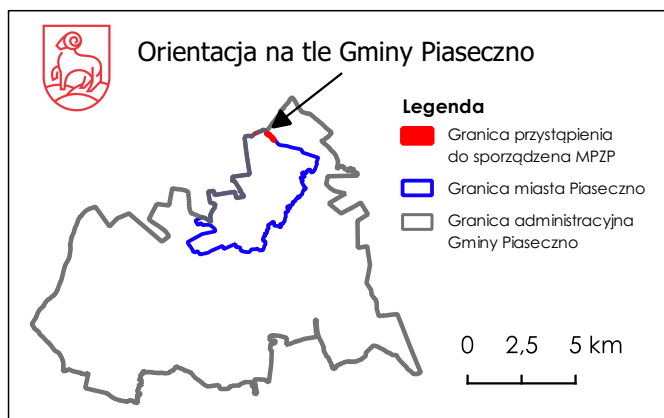 Orientacja na tle Gminy Piaseczno
Legenda
Granica przystąpienia
do sporządzena MPZP
Granica miasta Piaseczno
Granica administracyjna
Gminy Piaseczno
0 2,5 5 km